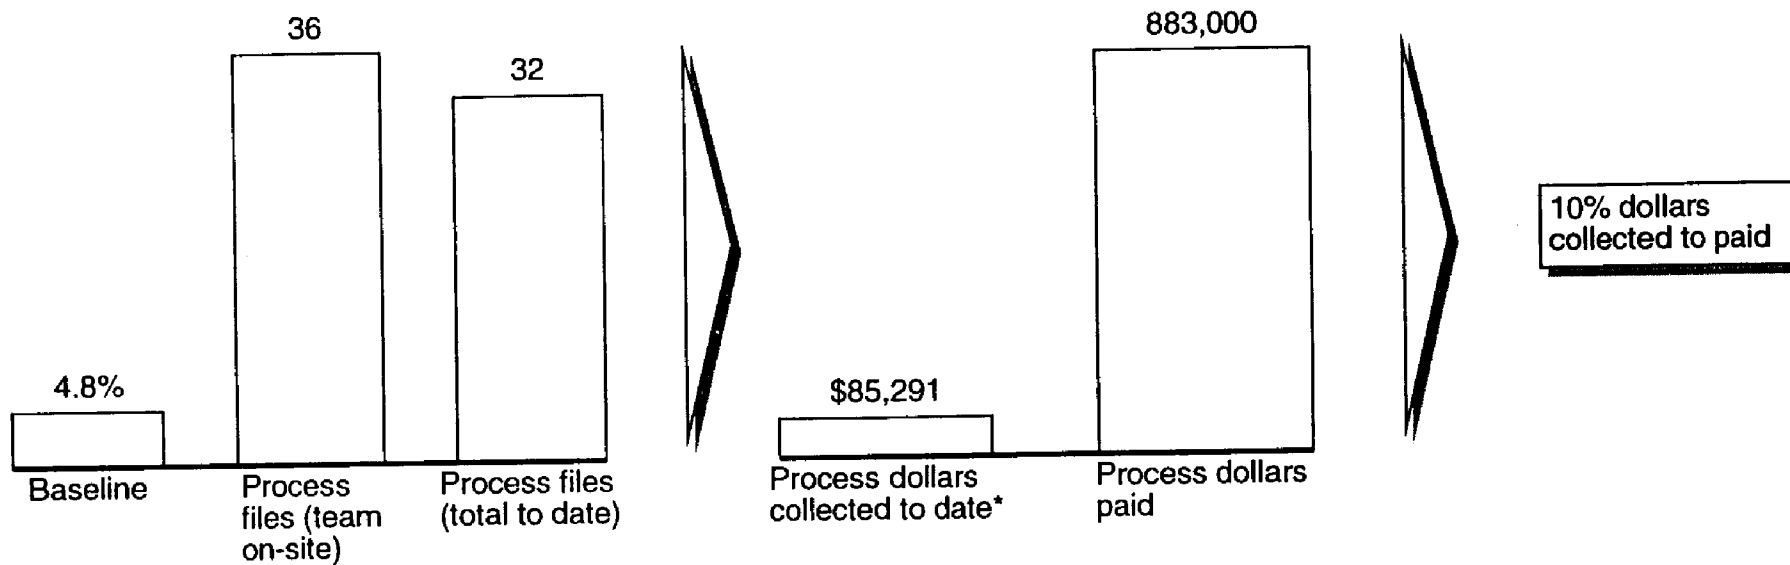 36
32
4.8%
Baseline
Process
files (team
on-site)
Process files
(total to date)
883,000
$85,291
Process dollars
collected to date*
Process dollars
paid
10% dollars
collected to paid